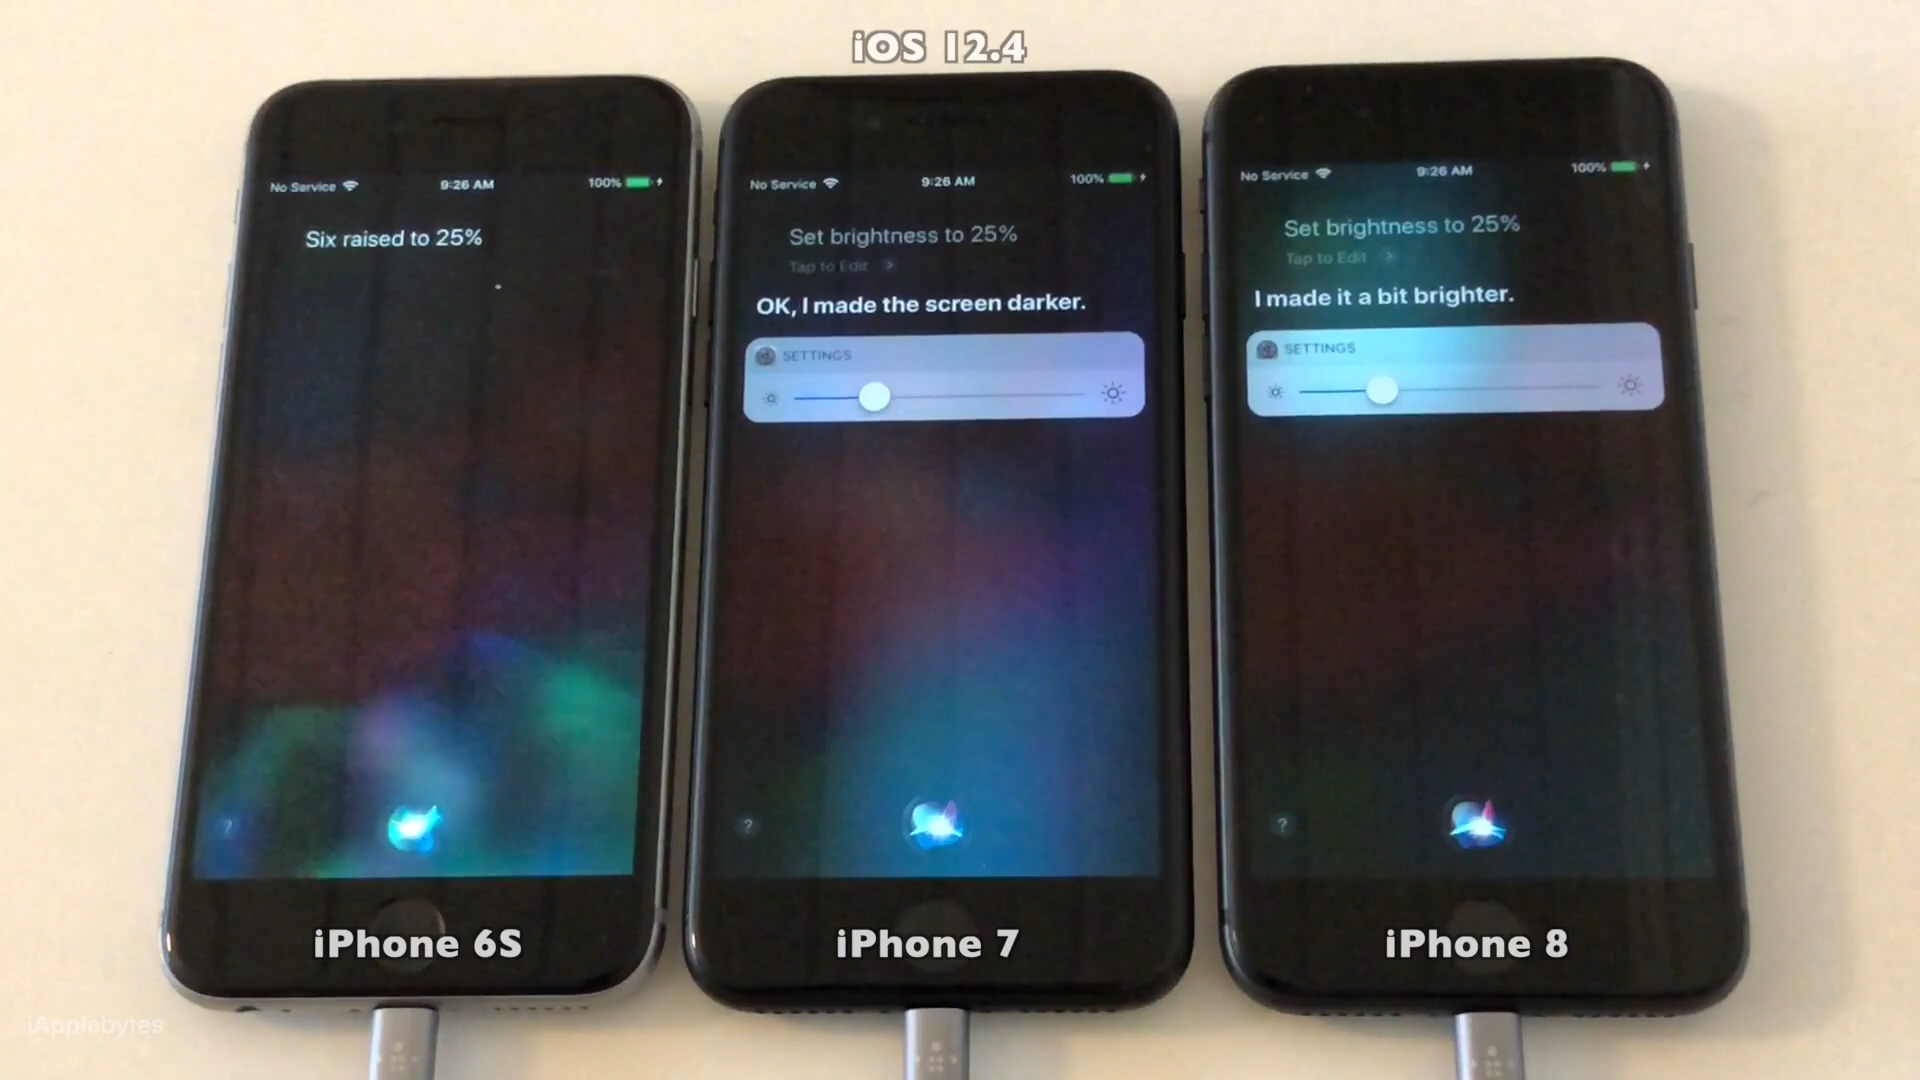 iOS 12.4
No Service 9:26 AM 100%
Six raised to 25%
iPhone 6S
No Service 9:26 AM 100%
Set brightness to 25%
Tap to Edit
OK, I made the screen darker.
SETTINGS
?
iPhone 7
No Service 9:26 AM 100%
Set brightness to 25%
Tap to Edit
I made it a bit brighter.
SETTINGS
?
iPhone 8
iApplabytes